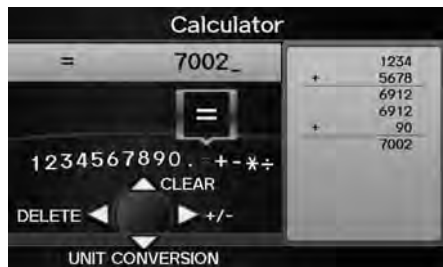 Calculator
= 7002_
=
1234567890.=+-*÷
CLEAR
DELETE +/-
UNIT CONVERSION
1234
+ 5678
6912
6912
+ 90
7002